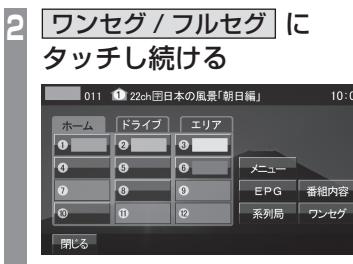 2 ワンセグ / フルセグ に
タッチし続ける
011 1 22ch 日本の風景「朝日編」 10:0
ホーム ドライブ エリア
1 2 3
4 5 6 メニュー
7 8 9 EPG 番組内容
10 11 12 系列局 ワンセグ
閉じる